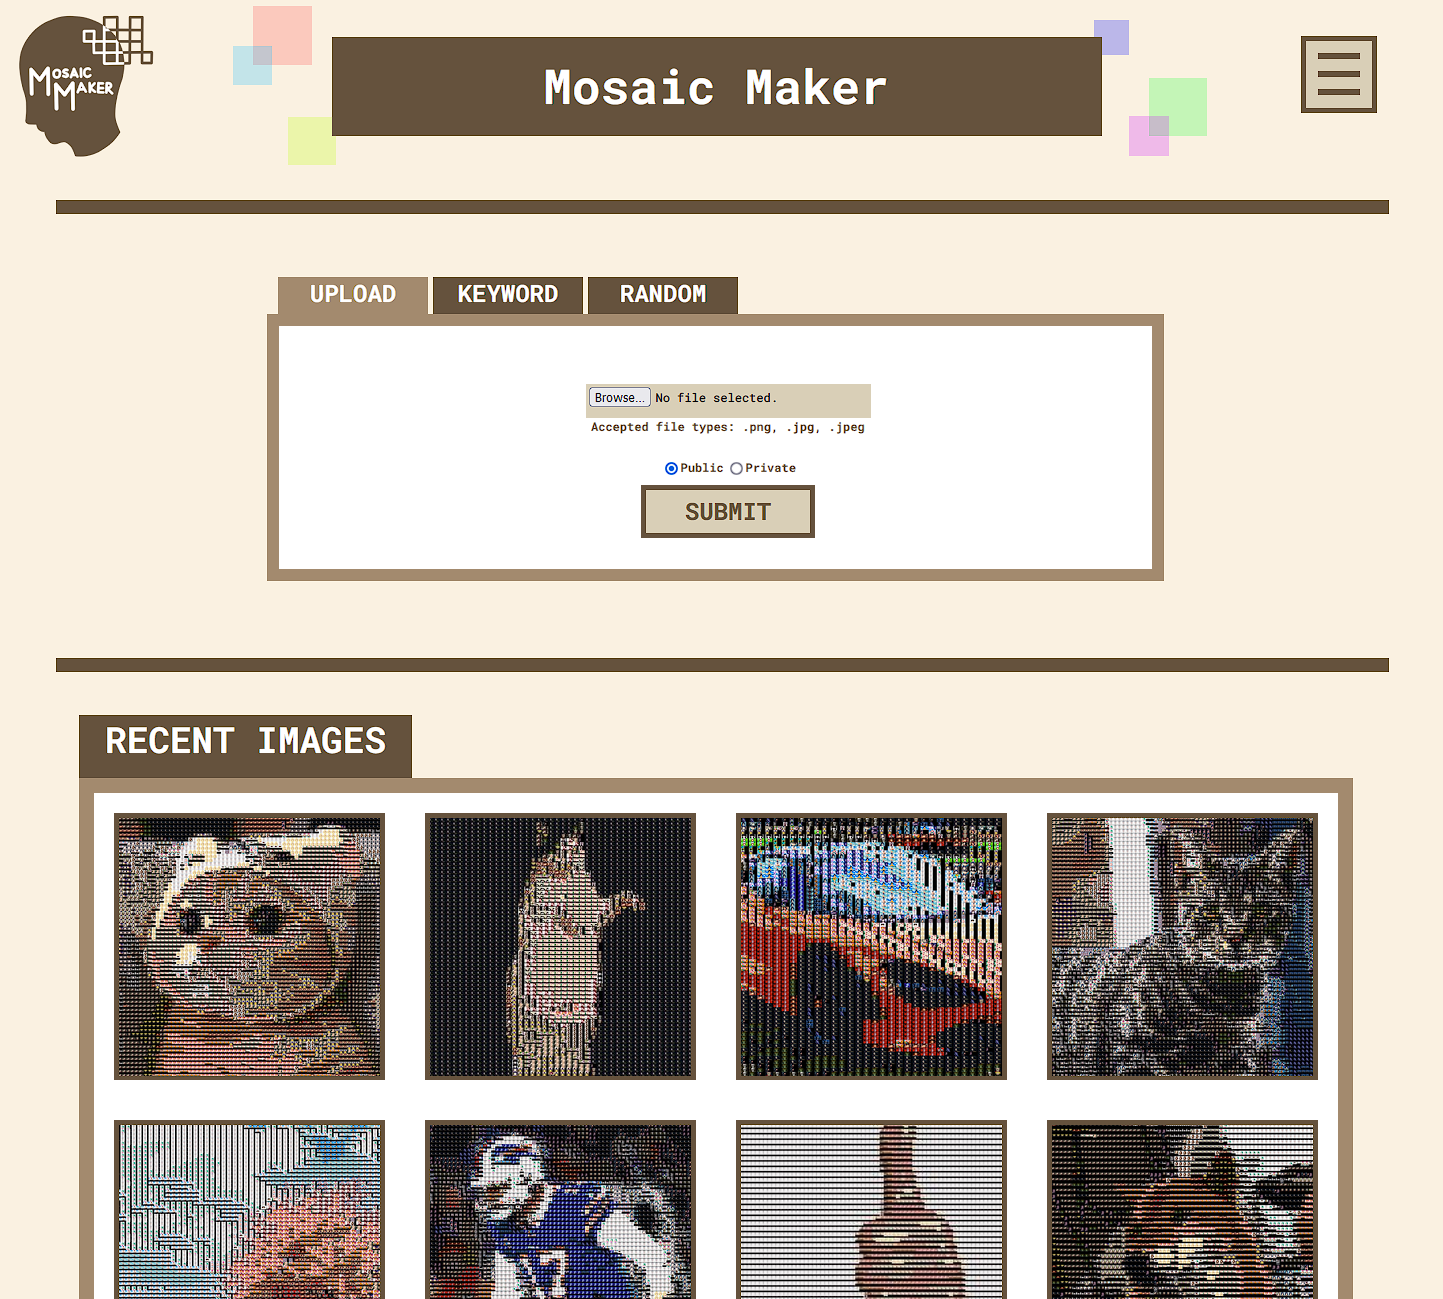 Mosaic
Maker
Mosaic Maker
UPLOAD KEYWORD RANDOM
Browse... No file selected.
Accepted file types: .png, .jpg, .jpeg
Public Private
SUBMIT
RECENT IMAGES
17